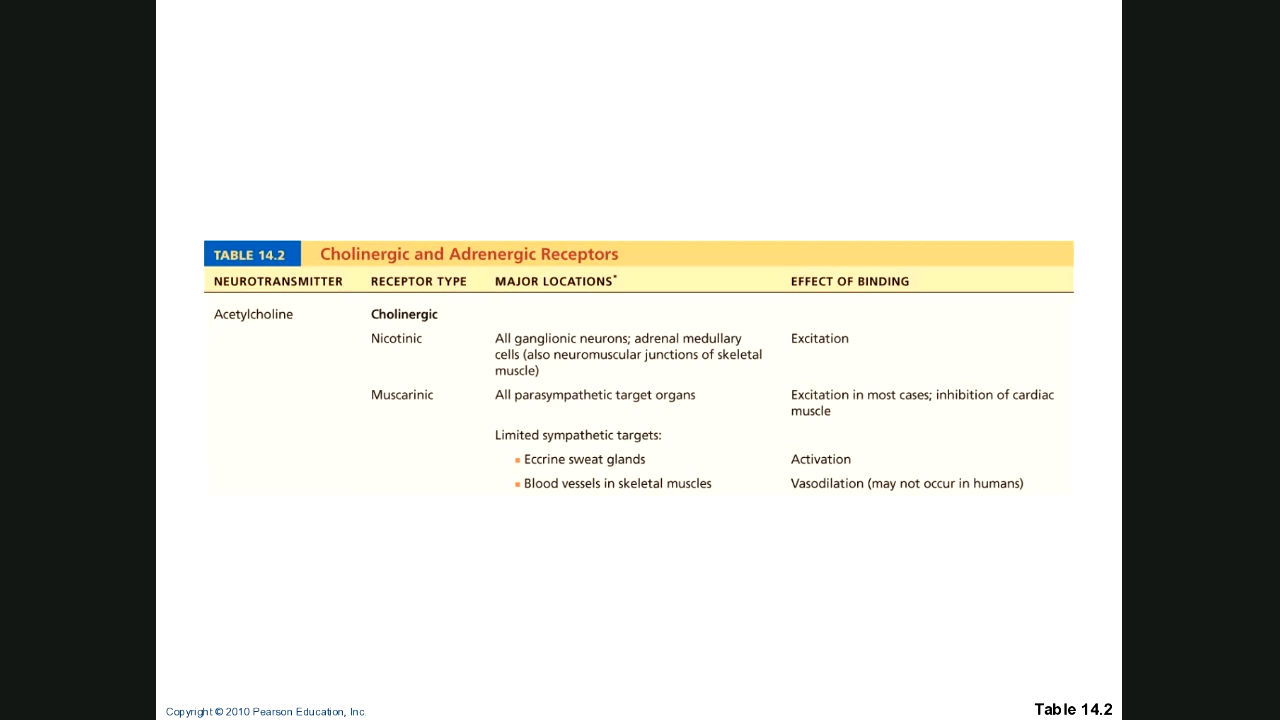 TABLE 14.2 Cholinergic and Adrenergic Receptors
NEUROTRANSMITTER RECEPTOR TYPE MAJOR LOCATIONS* EFFECT OF BINDING
Acetylcholine Cholinergic
Nicotinic All ganglionic neurons; adrenal medullary Excitation
cells (also neuromuscular junctions of skeletal
muscle)
Muscarinic All parasympathetic target organs Excitation in most cases; inhibition of cardiac
muscle
Limited sympathetic targets:
▪ Eccrine sweat glands Activation
▪ Blood vessels in skeletal muscles Vasodilation (may not occur in humans)
Copyright © 2010 Pearson Education, Inc. Table 14.2